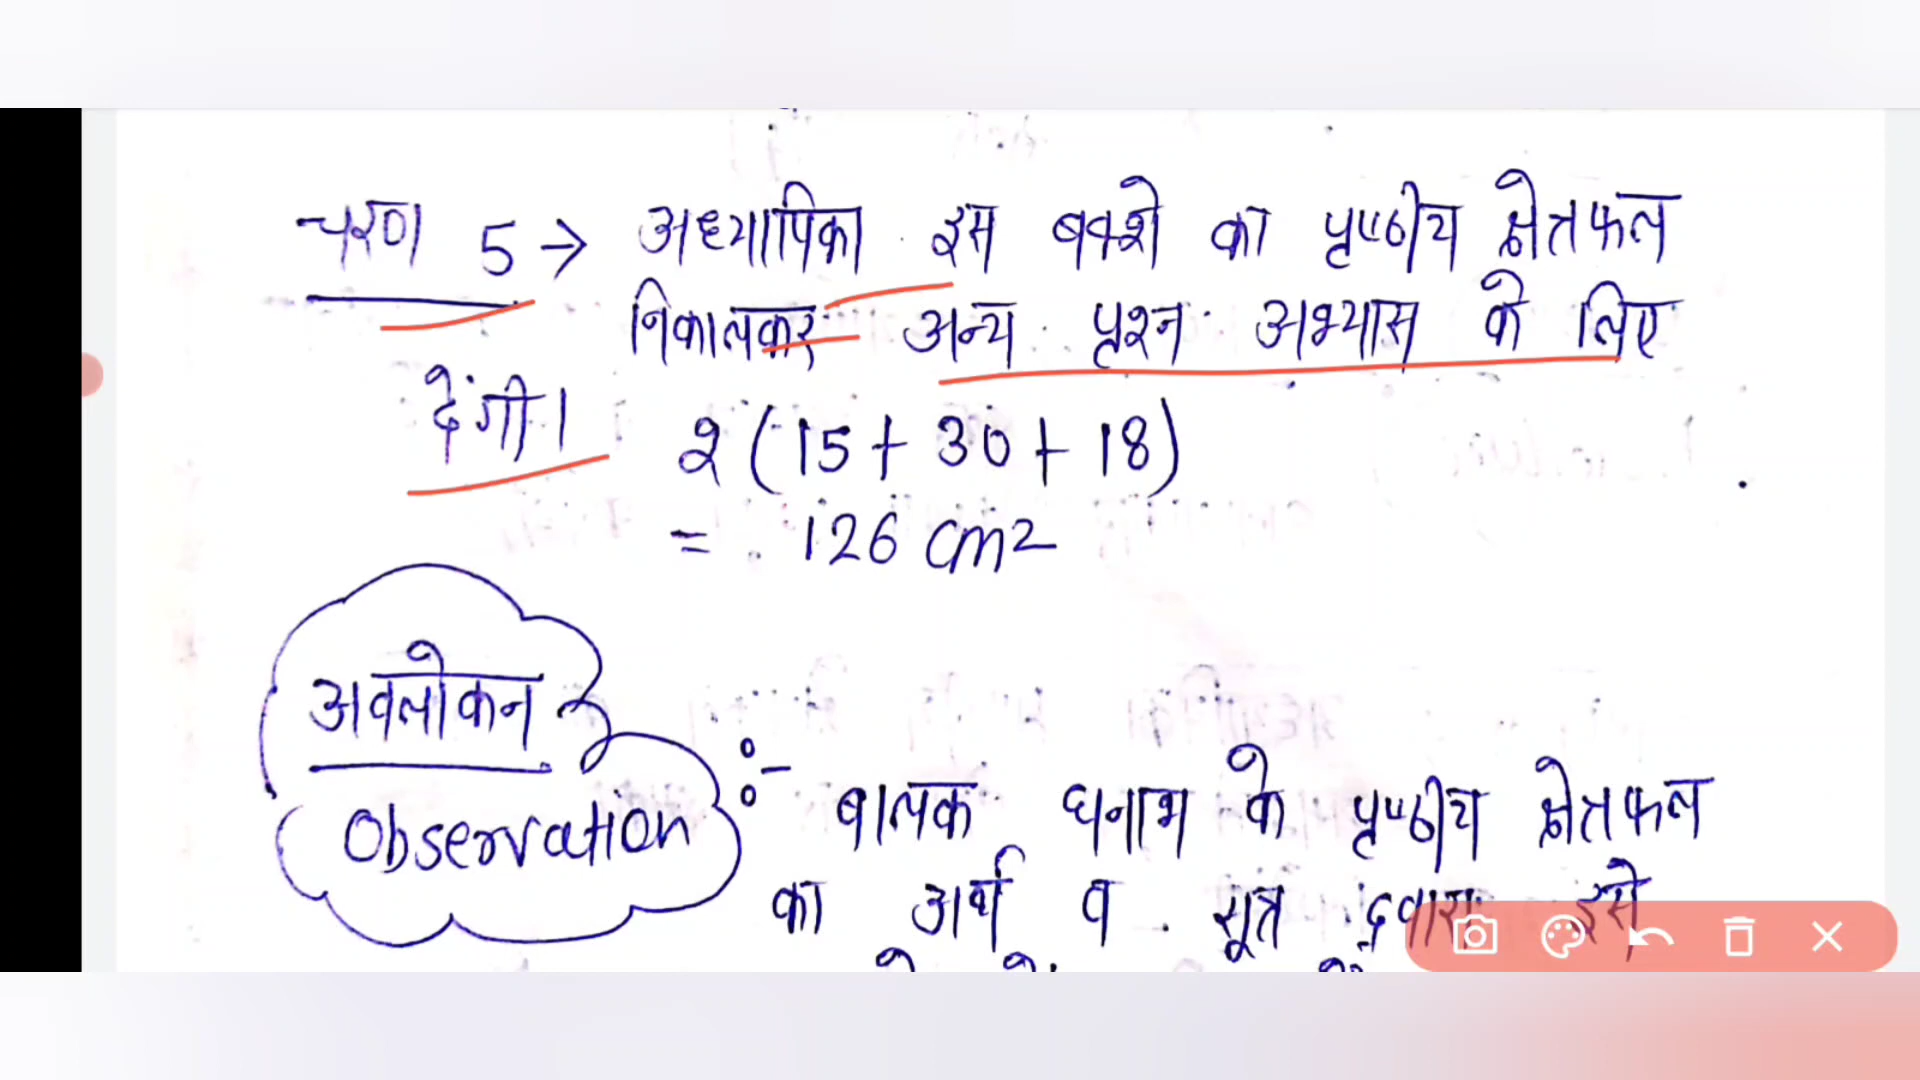 चरण 5 → अध्यापिका इस बक्शे का पृष्ठीय क्षेत्रफल
निकालकर अन्य प्रश्न अभ्यास के लिए
देंगी।
2 (15 + 30 + 18)
= 126 cm2
अवलोकन
Observation
:- बालक घनाभ के पृष्ठीय क्षेत्रफल
का अर्थ व सूत्र द्वारा इसे